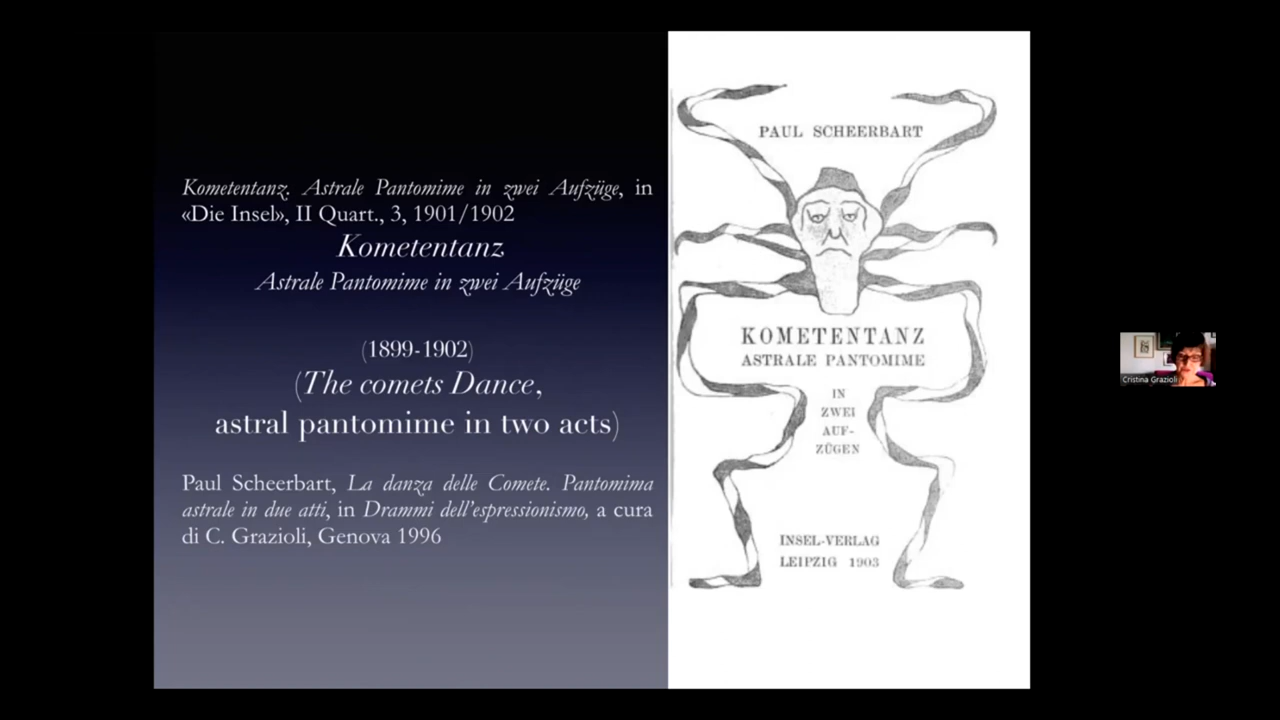 Kometentanz. Astrale Pantomime in zwei Aufzüge, in
«Die Insel», II Quart., 3, 1901/1902
Kometentanz
Astrale Pantomime in zwei Aufzüge
(1899-1902)
(The comets Dance,
astral pantomime in two acts)
Paul Scheerbart, La danza delle Comete. Pantomima
astrale in due atti, in Drammi dell'espressionismo, a cura
di C. Grazioli, Genova 1996
PAUL SCHEERBART
KOMETENTANZ
ASTRALE PANTOMIME
IN
ZWEI
AUF-
ZÜGEN
INSEL-VERLAG
LEIPZIG 1903
Cristina Grazioli